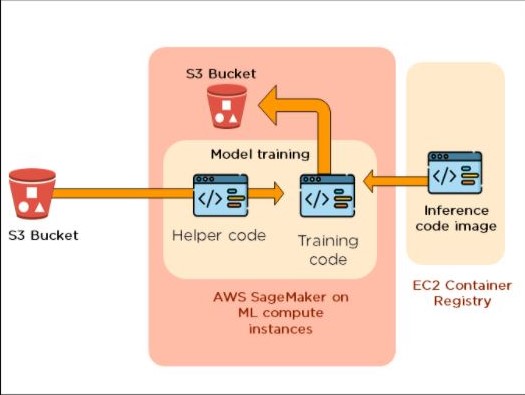 S3 Bucket
Model training
S3 Bucket
Helper code
Training
code
Inference
code image
AWS SageMaker on
ML compute
instances
EC2 Container
Registry